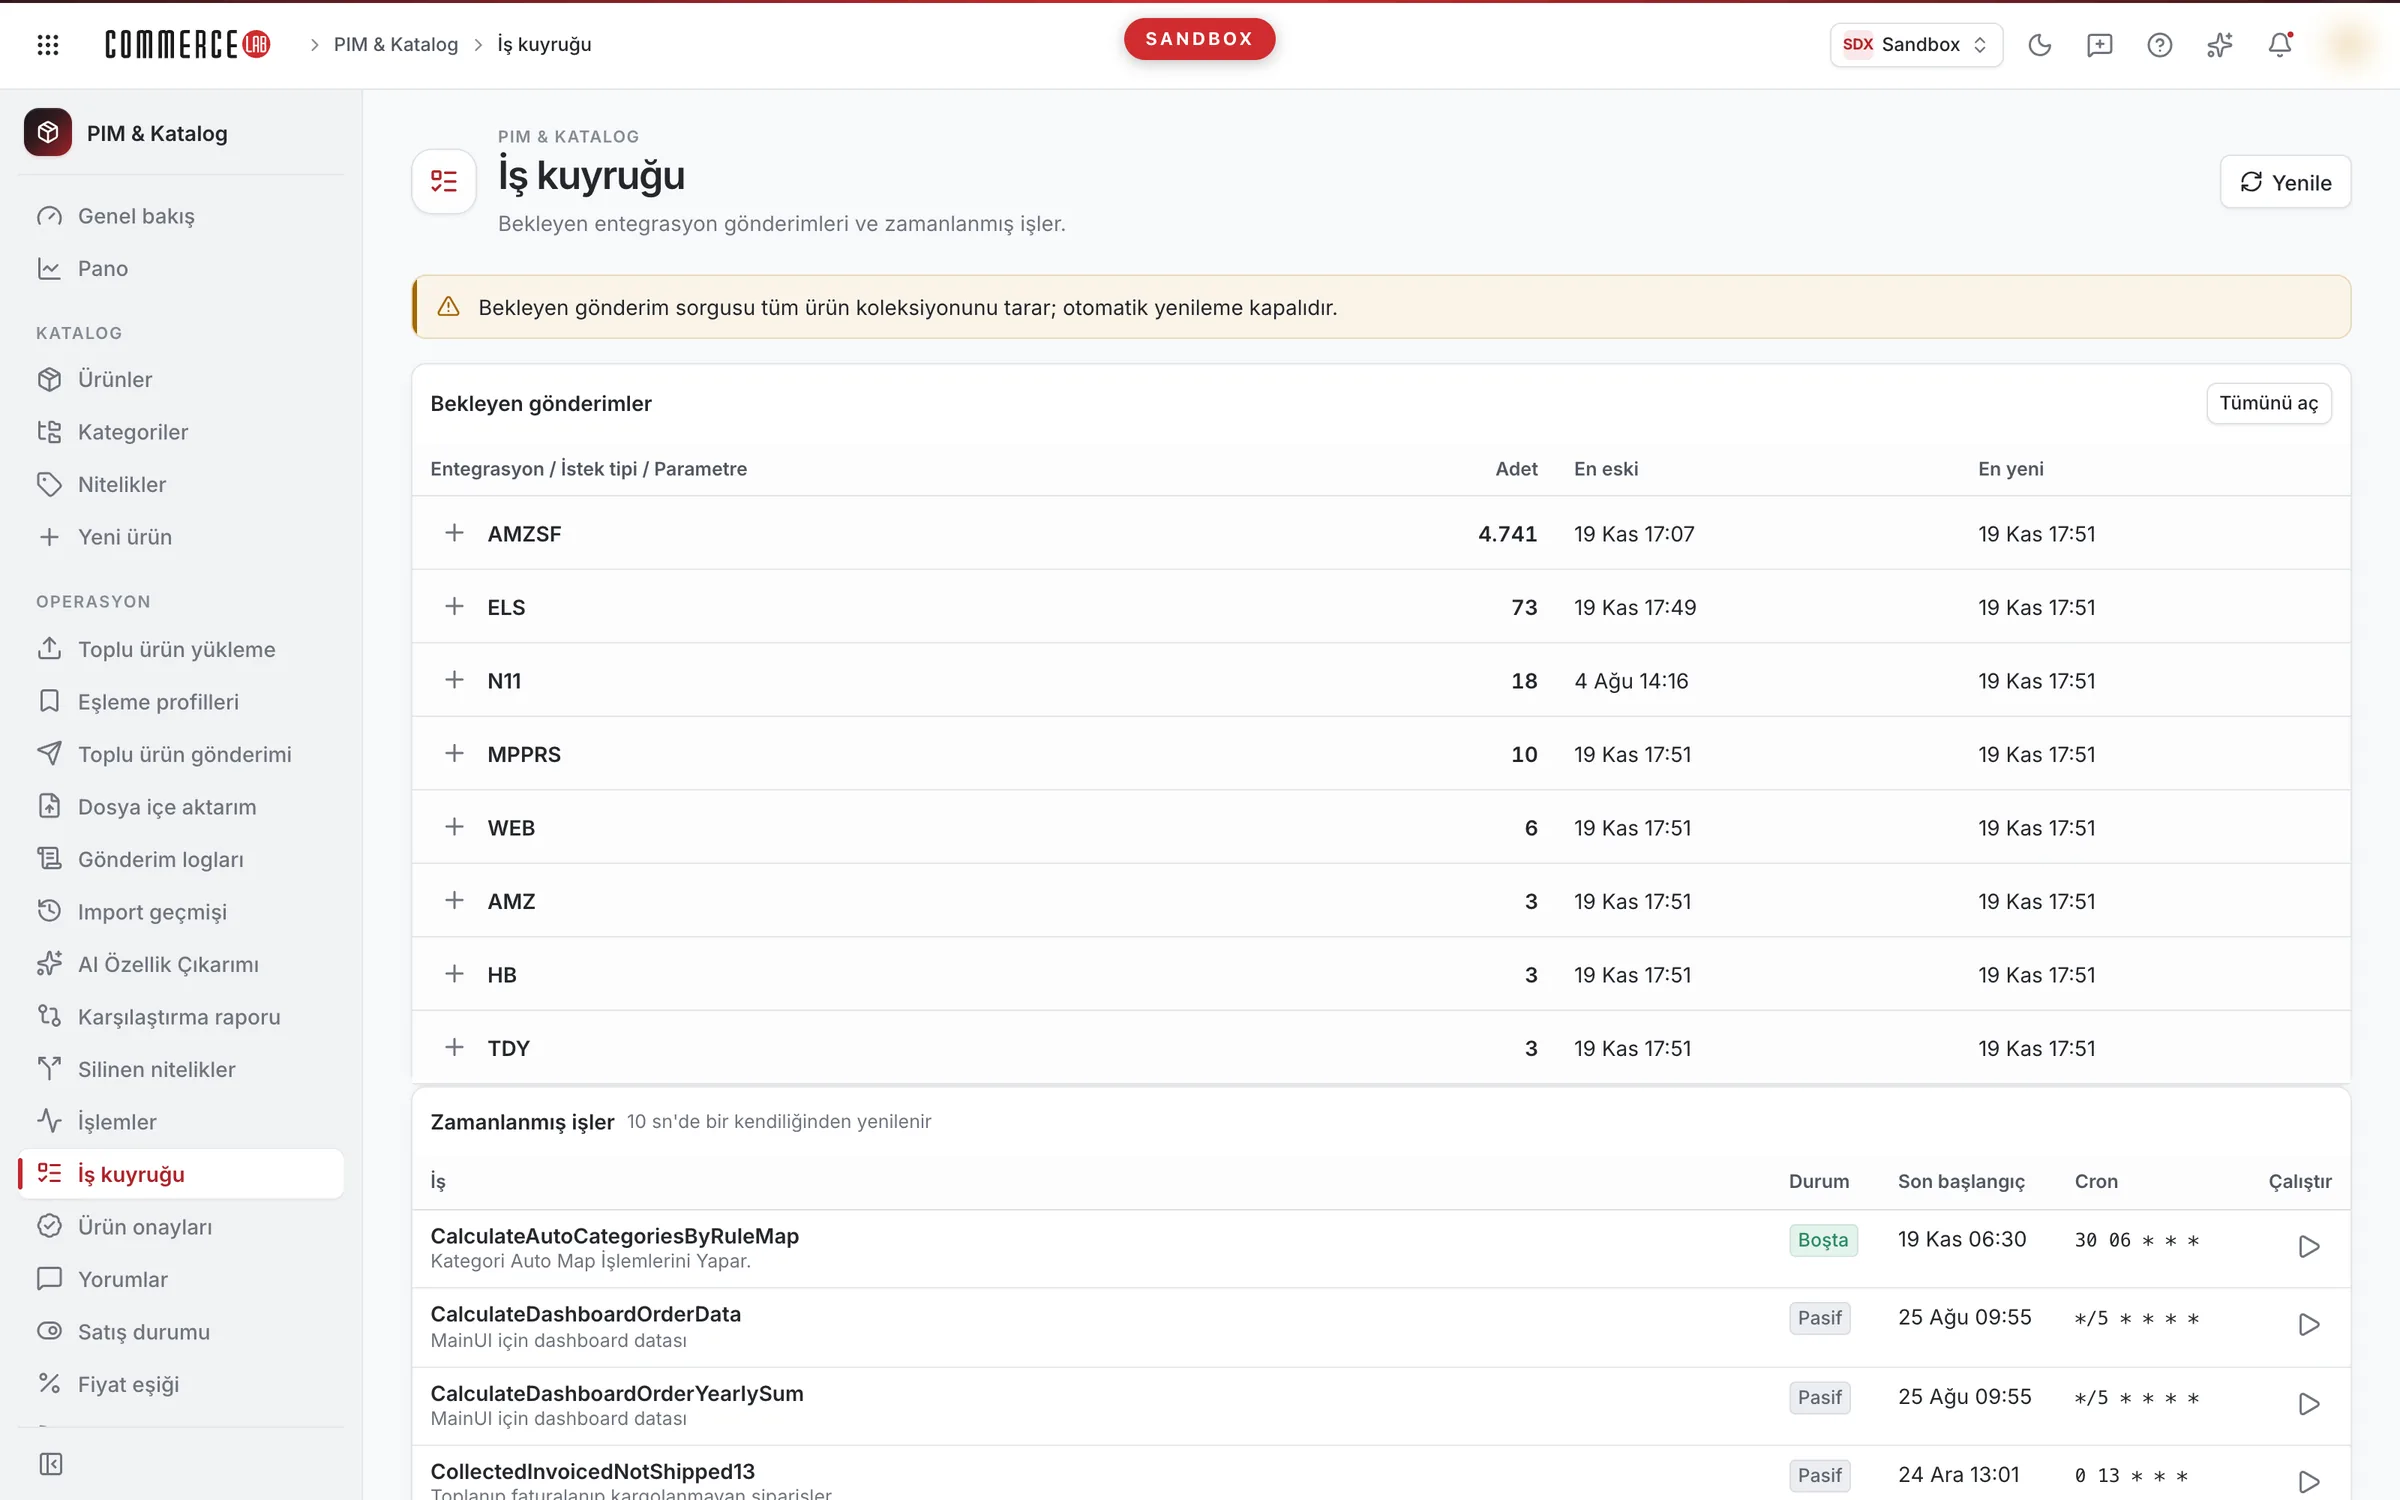 COMMERCE LAB
PIM & Katalog
İş kuyruğu
SANDBOX
SDX Sandbox
PIM & Katalog
Genel bakış
Pano
KATALOG
Ürünler
Kategoriler
Nitelikler
Yeni ürün
OPERASYON
Toplu ürün yükleme
Eşleme profilleri
Toplu ürün gönderimi
Dosya içe aktarım
Gönderim logları
Import geçmişi
AI Özellik Çıkarımı
Karşılaştırma raporu
Silinen nitelikler
İşlemler
İş kuyruğu
Ürün onayları
Yorumlar
Satış durumu
Fiyat eşiği
PIM & KATALOG
İş kuyruğu
Bekleyen entegrasyon gönderimleri ve zamanlanmış işler.
Yenile
Bekleyen gönderim sorgusu tüm ürün koleksiyonunu tarar; otomatik yenileme kapalıdır.
Bekleyen gönderimler
Tümünü aç
Entegrasyon / İstek tipi / Parametre Adet En eski En yeni
AMZSF 4.741 19 Kas 17:07 19 Kas 17:51
ELS 73 19 Kas 17:49 19 Kas 17:51
N11 18 4 Ağu 14:16 19 Kas 17:51
MPPRS 10 19 Kas 17:51 19 Kas 17:51
WEB 6 19 Kas 17:51 19 Kas 17:51
AMZ 3 19 Kas 17:51 19 Kas 17:51
HB 3 19 Kas 17:51 19 Kas 17:51
TDY 3 19 Kas 17:51 19 Kas 17:51
Zamanlanmış işler 10 sn'de bir kendiliğinden yenilenir
İş Durum Son başlangıç Cron Çalıştır
CalculateAutoCategoriesByRuleMap Boşta 19 Kas 06:30 30 06 * * *
Kategori Auto Map İşlemlerini Yapar.
CalculateDashboardOrderData Pasif 25 Ağu 09:55 */5 * * * *
MainUI için dashboard datası
CalculateDashboardOrderYearlySum Pasif 25 Ağu 09:55 */5 * * * *
MainUI için dashboard datası
CollectedInvoicedNotShipped13 Pasif 24 Ara 13:01 0 13 * * *
Toplanıp faturalanıp kargolanmayan siparişler